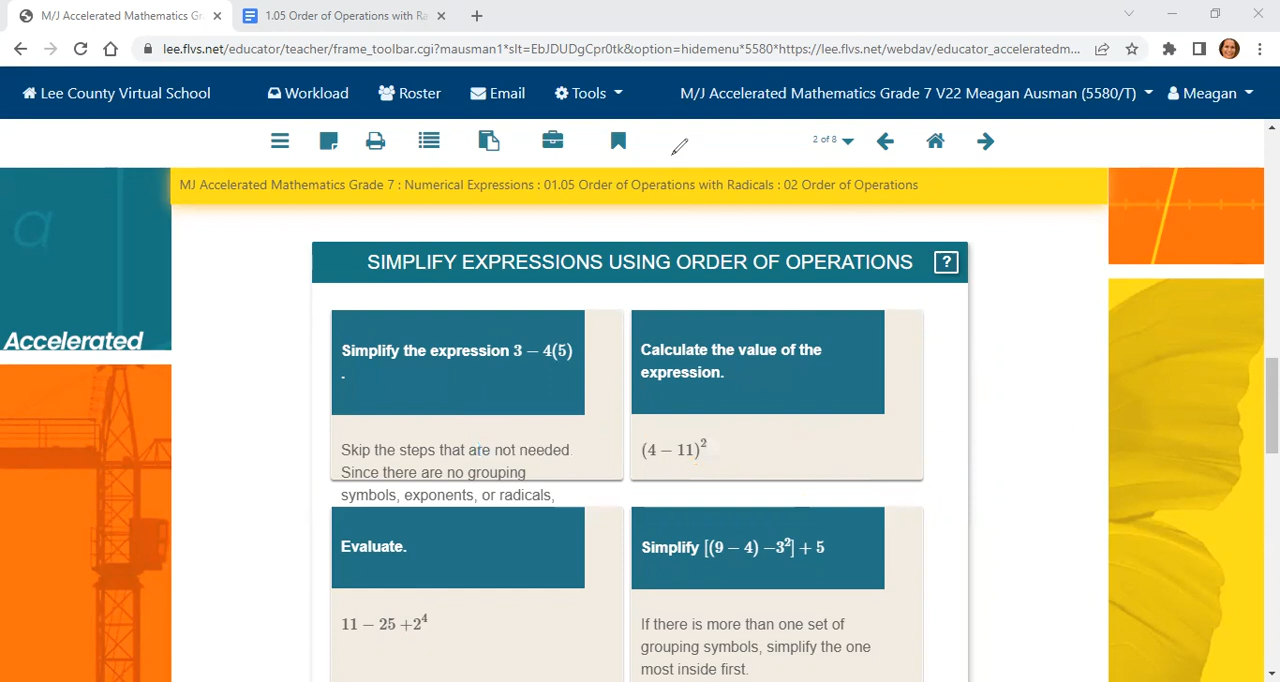 M/J Accelerated Mathematics Gr
1.05 Order of Operations with Ra
lee.flvs.net/educator/teacher/frame_toolbar.cgi?mausman1*slt=EbJDUDgCpr0tk&option=hidemenu*5580*https://lee.flvs.net/webdav/educator_acceleratedm...
Lee County Virtual School Workload Roster Email Tools M/J Accelerated Mathematics Grade 7 V22 Meagan Ausman (5580/T) Meagan
2 of 8
MJ Accelerated Mathematics Grade 7 : Numerical Expressions : 01.05 Order of Operations with Radicals : 02 Order of Operations
a
Accelerated
SIMPLIFY EXPRESSIONS USING ORDER OF OPERATIONS ?
Simplify the expression 3 − 4(5)
.
Skip the steps that are not needed
Since there are no grouping
symbols, exponents, or radicals,
Calculate the value of the
expression.
(4 − 11)²
Evaluate.
11 − 25 +2⁴
Simplify [(9 − 4) −3²] + 5
If there is more than one set of
grouping symbols, simplify the one
most inside first.